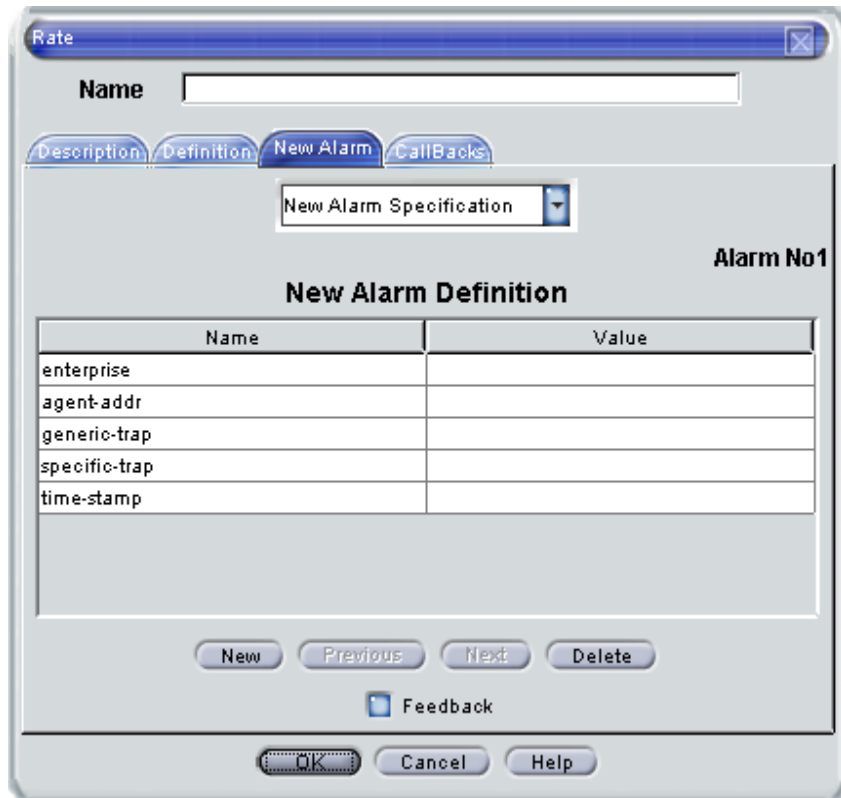 Rate
Name
Description Definition New Alarm CallBacks
New Alarm Specification
Alarm No1
New Alarm Definition
Name Value
enterprise
agent-addr
generic-trap
specific-trap
time-stamp
New Previous Next Delete
Feedback
OK Cancel Help